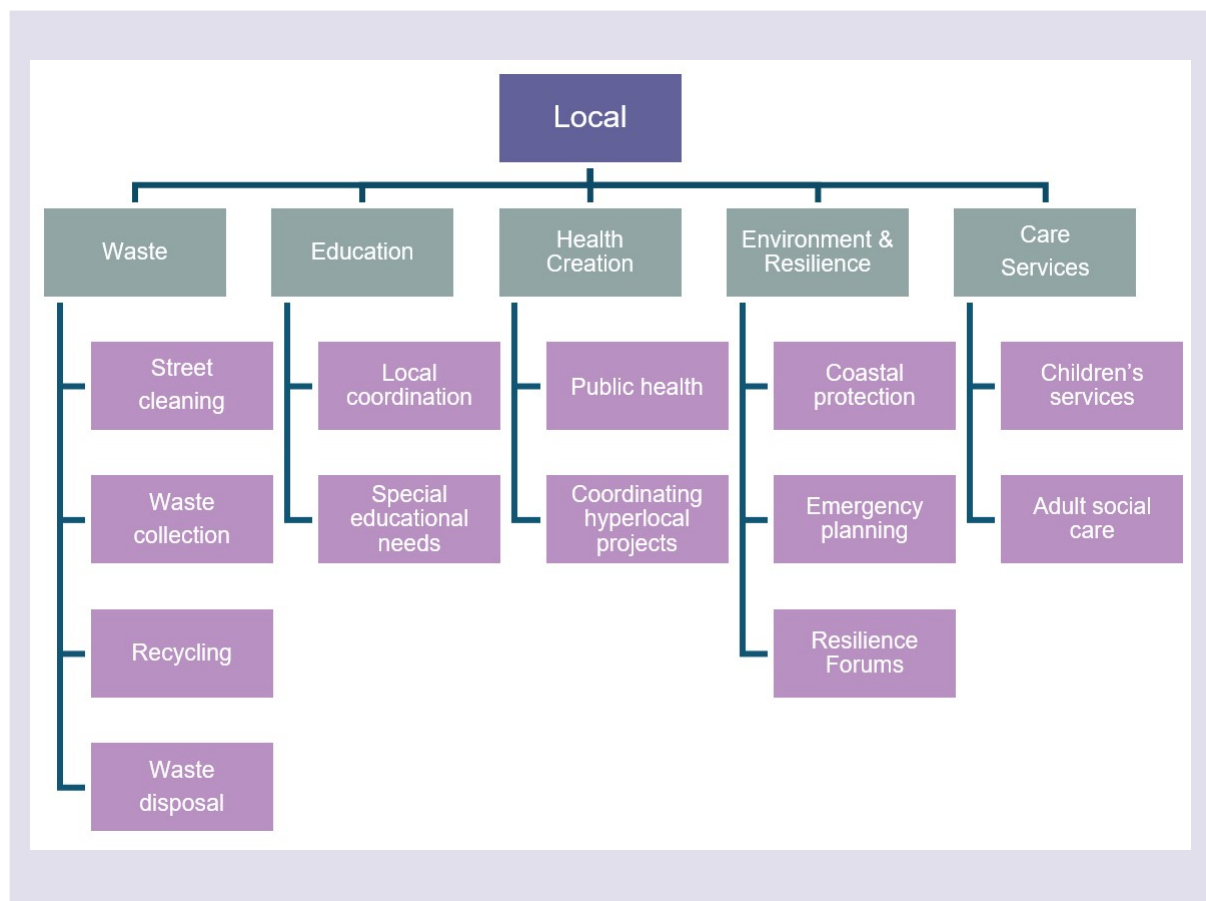 Local
Waste
Education
Health
Creation
Environment &
Resilience
Care
Services
Street
cleaning
Local
coordination
Public health
Coastal
protection
Children’s
services
Waste
collection
Special
educational
needs
Coordinating
hyperlocal
projects
Emergency
planning
Adult social
care
Recycling
Resilience
Forums
Waste
disposal